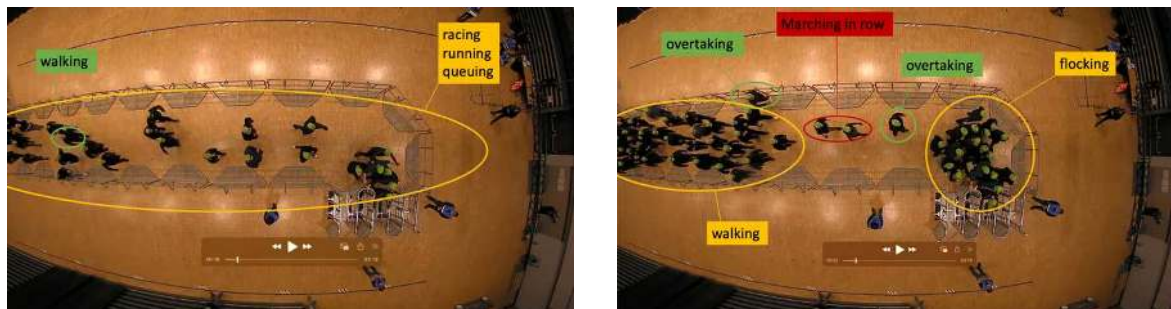 walking
racing
running
queuing
Marching in row
overtaking
overtaking
flocking
walking